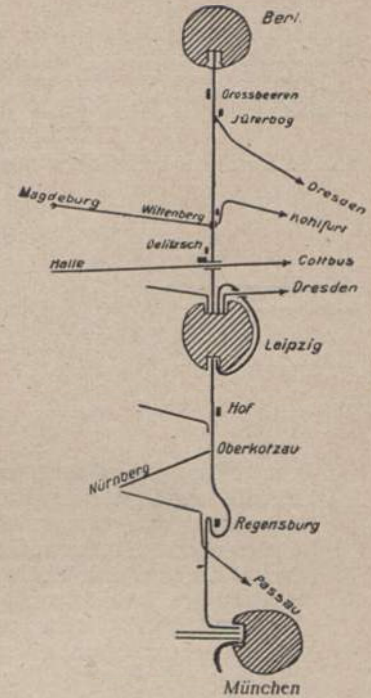 Berl.
Grossbeeren
Jüterbog
Dresden
Magdeburg
Wittenberg
Kohlfurt
Delitzsch
Halle
Cottbus
Dresden
Leipzig
Hof
Oberkotzau
Nürnberg
Regensburg
Passau
München